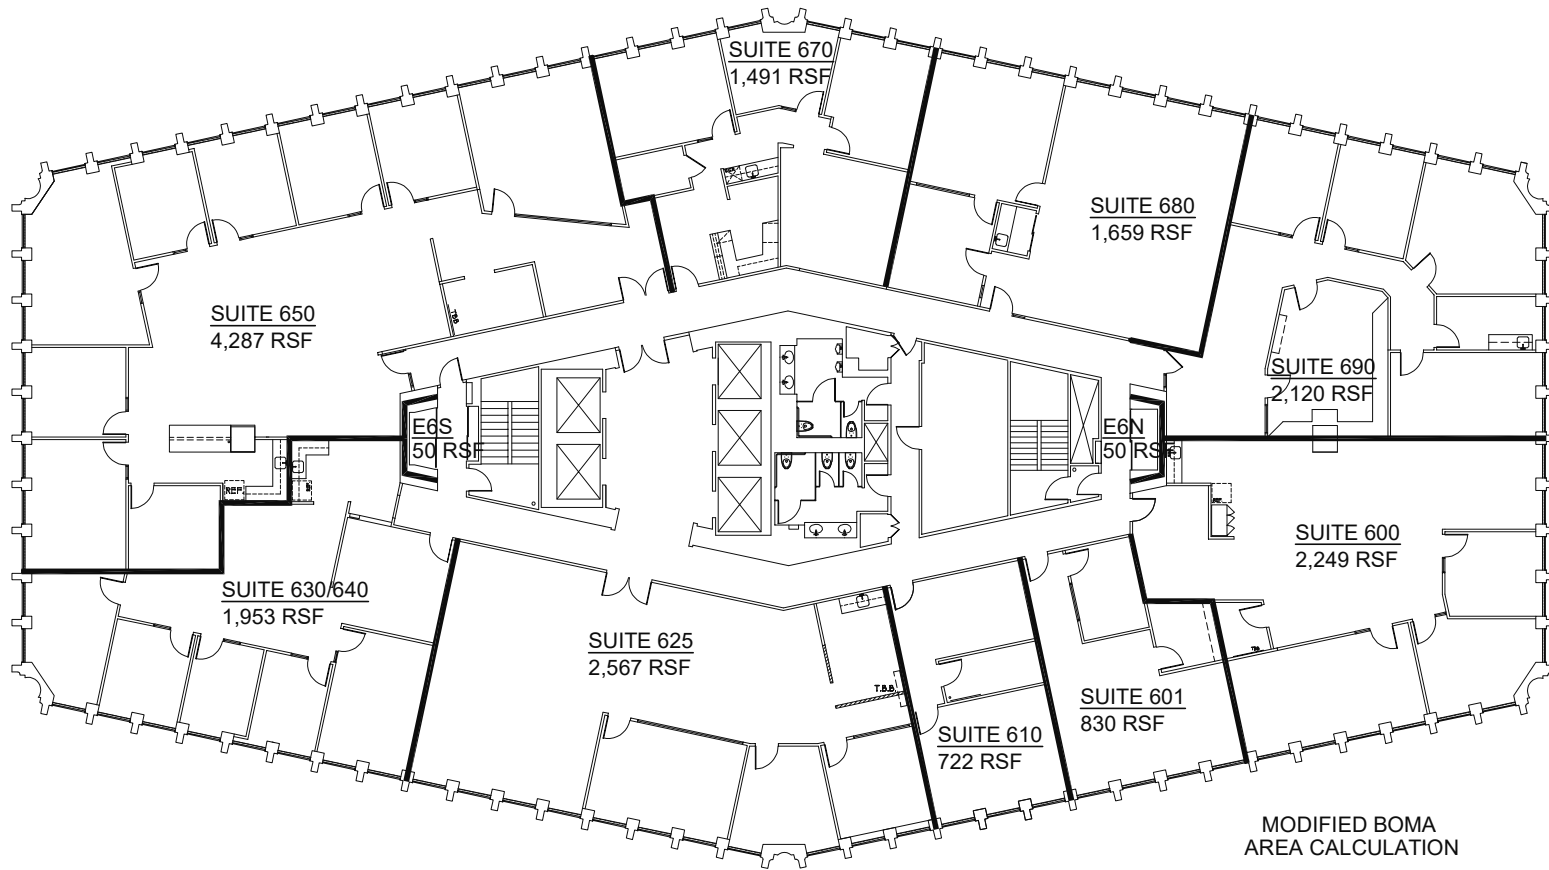 SUITE 670
1,491 RSF
SUITE 680
1,659 RSF
SUITE 650
4,287 RSF
T.B.B.
SUITE 690
2,120 RSF
E6S
50 RSF
E6N
50 RSF
REF.
SUITE 600
2,249 RSF
SUITE 630/640
1,953 RSF
SUITE 625
2,567 RSF
T.B.B.
SUITE 601
830 RSF
SUITE 610
722 RSF
MODIFIED BOMA
AREA CALCULATION